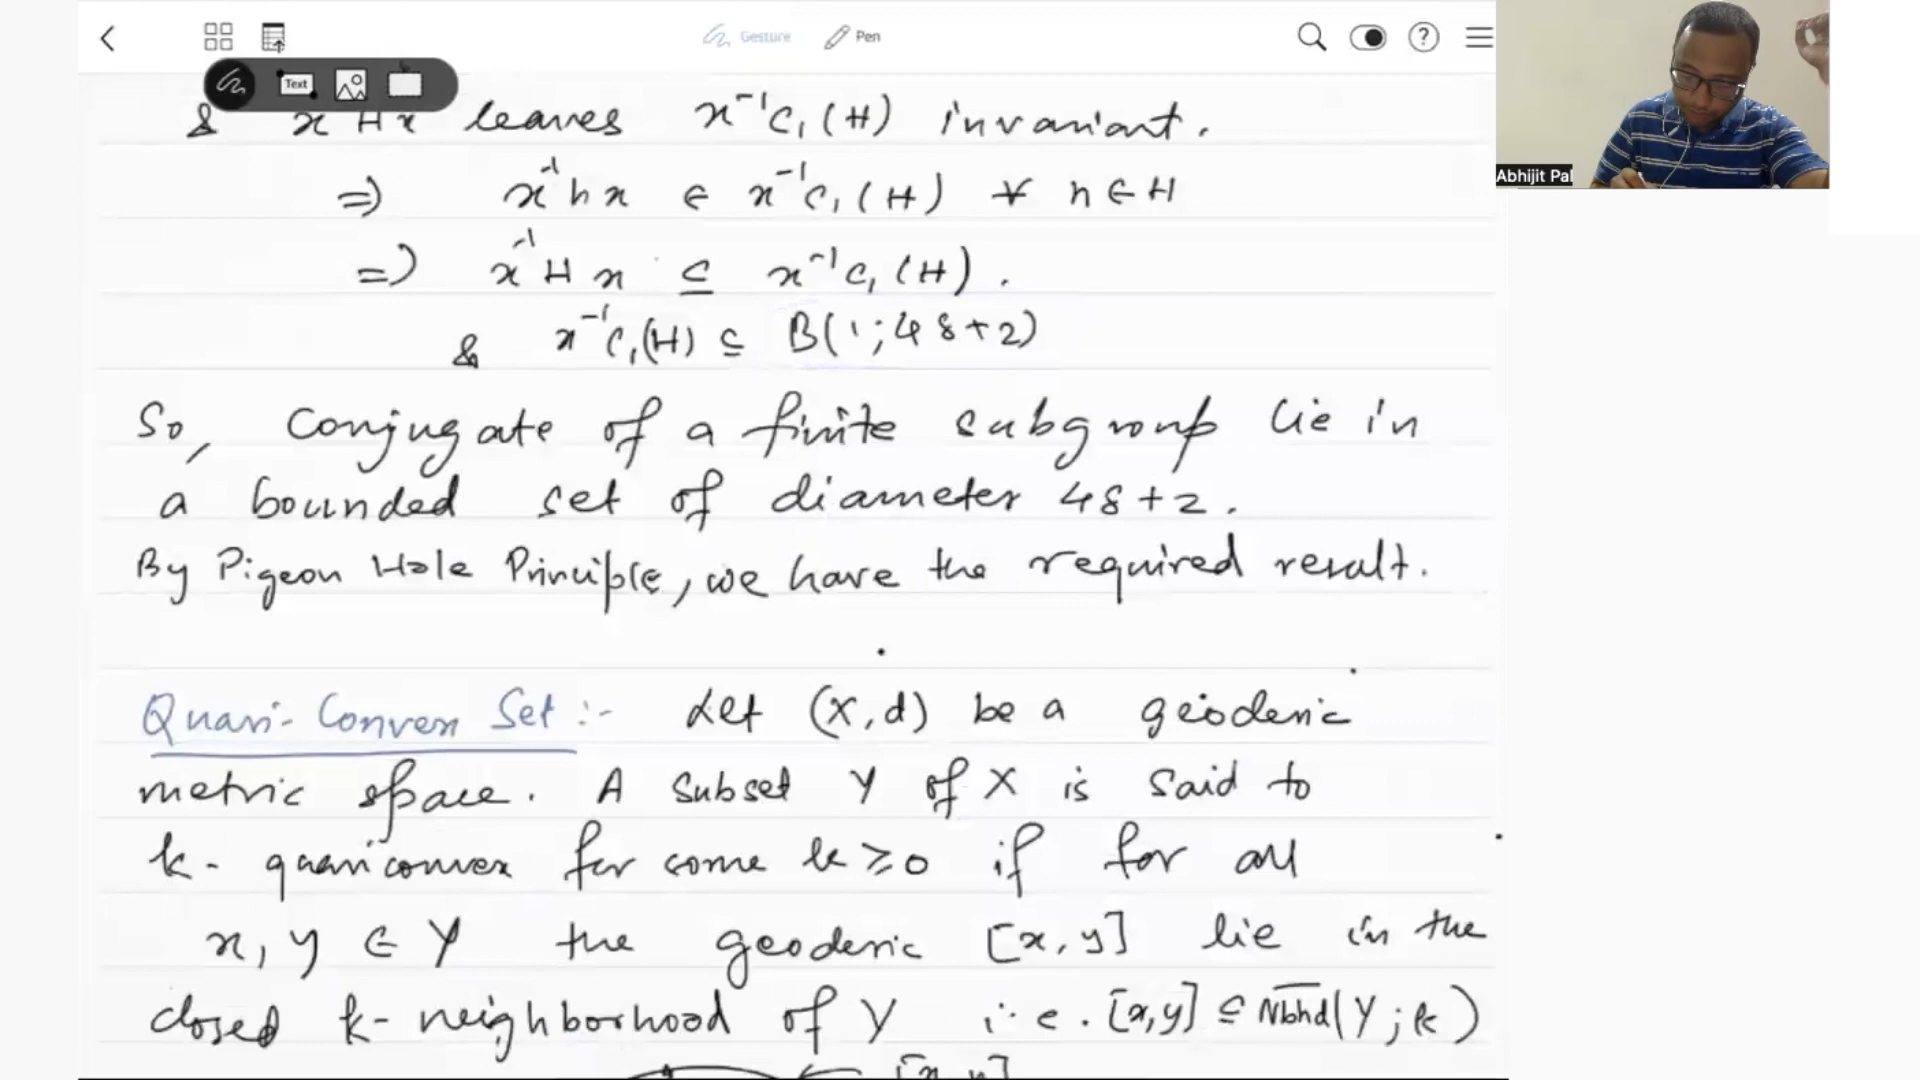 Gesture Pen
Text
& x⁻¹Hx leaves x⁻¹C₁(H) invariant.
Abhijit Pal
=) x⁻¹hx ∈ x⁻¹C₁(H) ∀ h∈H
=) x⁻¹Hx ⊆ x⁻¹C₁(H).
& x⁻¹C₁(H) ⊆ B(1;4δ+2)
So, Conjugate of a finite subgroup lie in
a bounded set of diameter 4δ+2.
By Pigeon Hole Principle, we have the required result.
Quasi-Convex Set :- Let (X,d) be a geodesic
metric space. A subset Y of X is said to
k-quasiconvex for some k≥0 if for all
x,y ∈ Y the geodesic [x,y] lie in the
closed k-neighborhood of Y i.e. [x,y] ⊆ N̅b̅h̅d̅(Y;k)
[x,y]